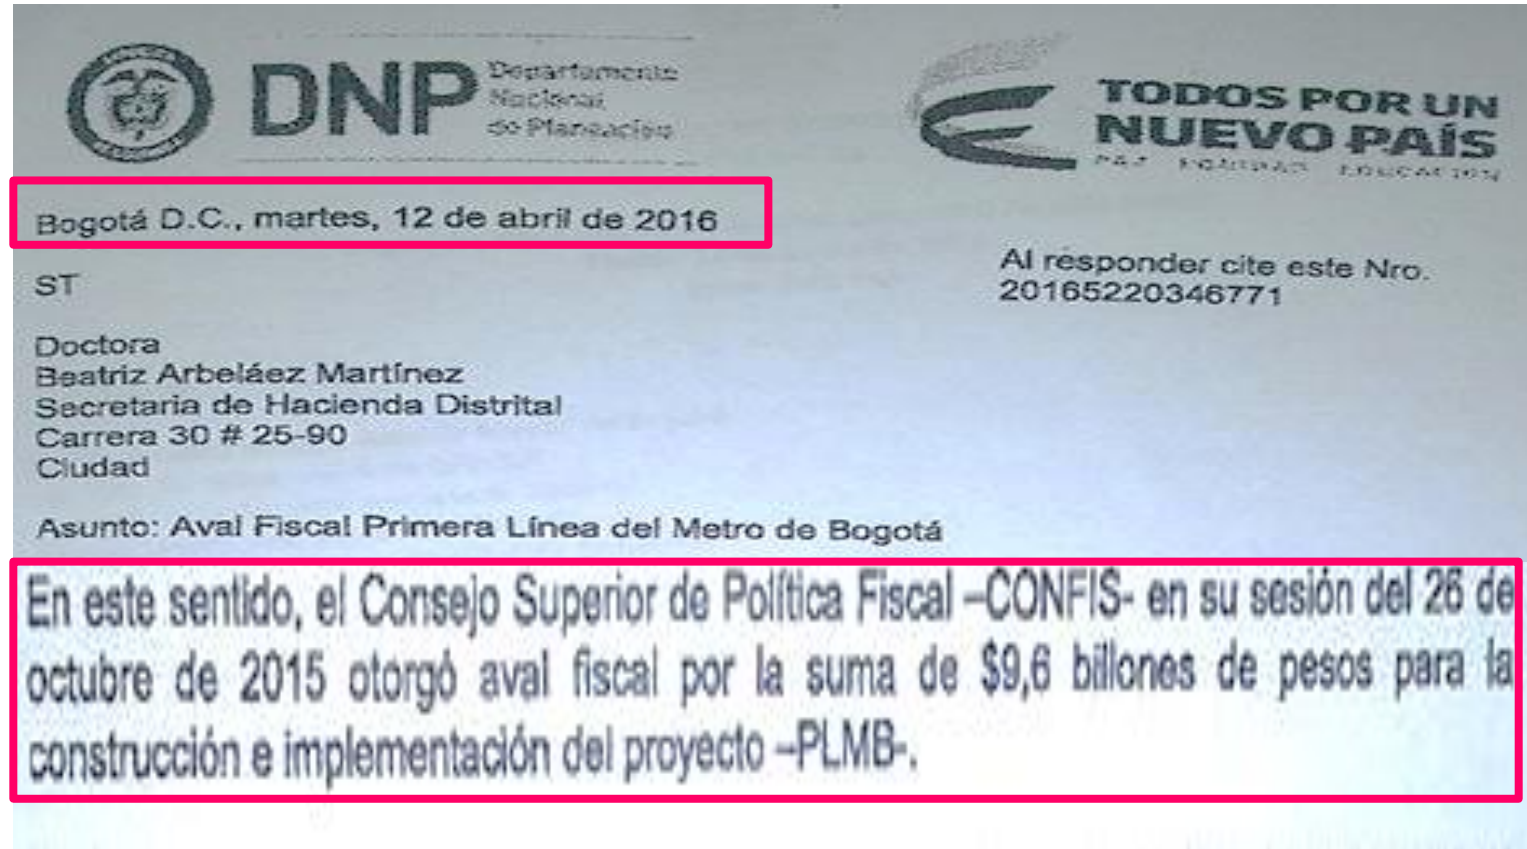 DNP
Departamento
Nacional
de Planeación
TODOS POR UN
NUEVO PAÍS
PAZ EQUIDAD EDUCACIÓN
Bogotá D.C., martes, 12 de abril de 2016
Al responder cite este Nro.
20165220346771
ST
Doctora
Beatriz Arbeláez Martínez
Secretaria de Hacienda Distrital
Carrera 30 # 25-90
Ciudad
Asunto: Aval Fiscal Primera Línea del Metro de Bogotá
En este sentido, el Consejo Superior de Política Fiscal –CONFIS- en su sesión del 26 de
octubre de 2015 otorgó aval fiscal por la suma de $9,6 billones de pesos para la
construcción e implementación del proyecto –PLMB-.